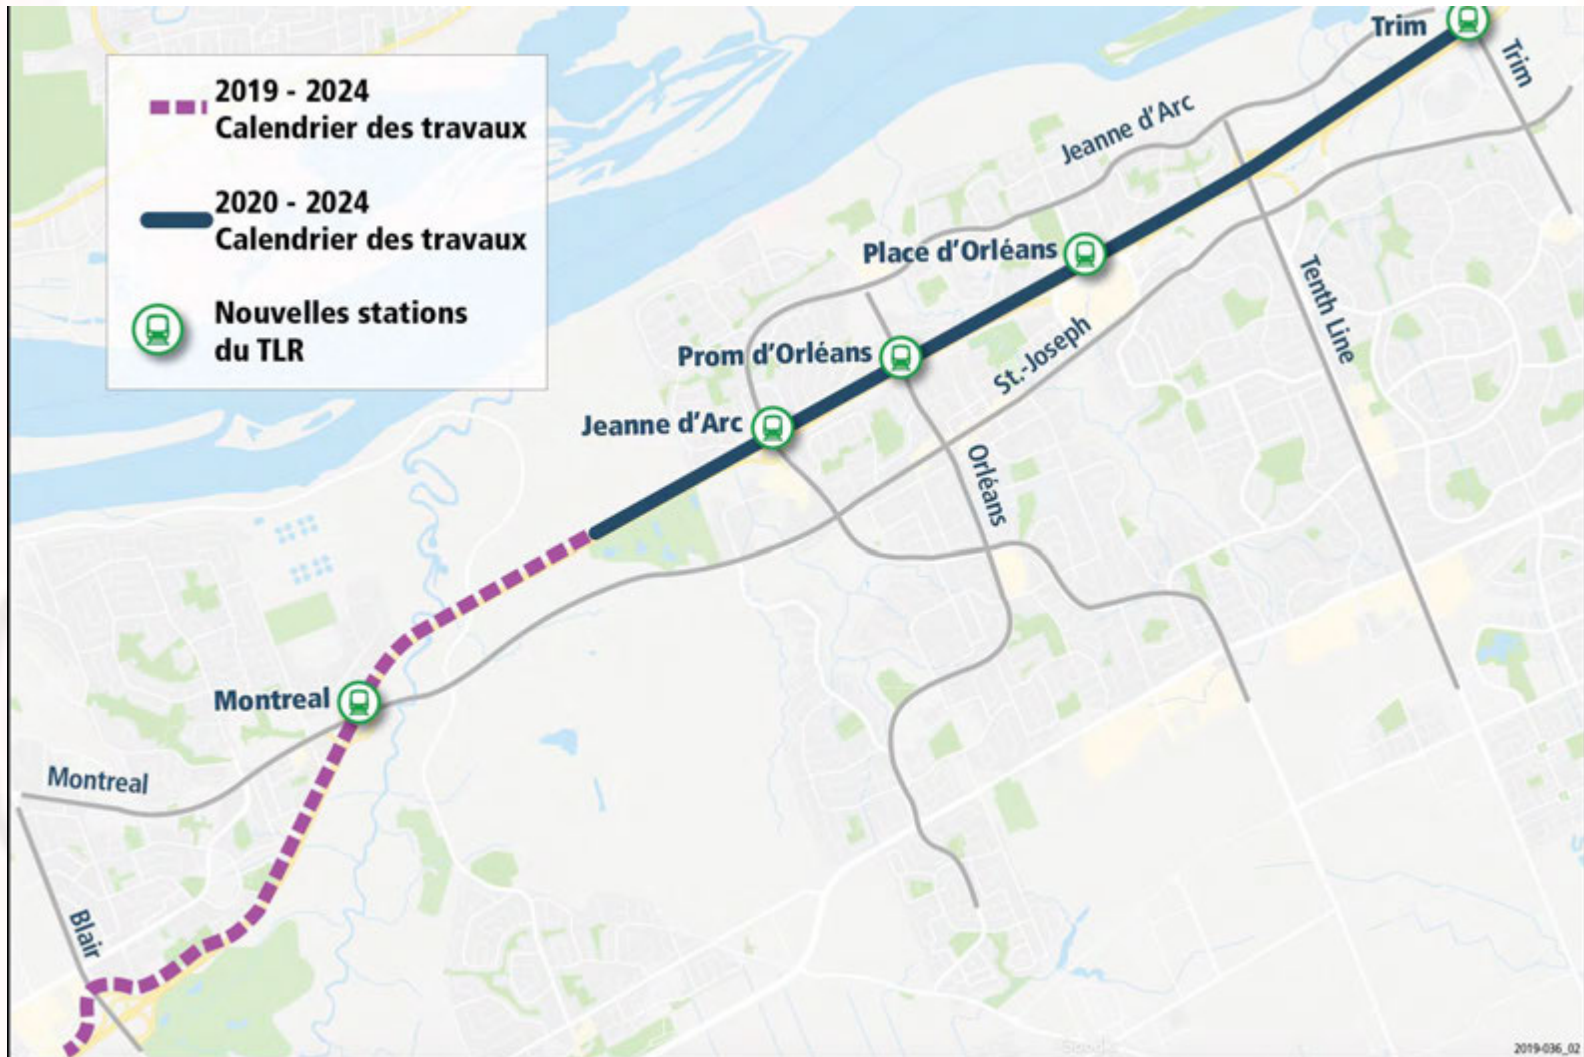 2019 - 2024
Calendrier des travaux
2020 - 2024
Calendrier des travaux
Nouvelles stations
du TLR
Trim
Trim
Jeanne d'Arc
Place d'Orléans
Tenth Line
Prom d'Orléans
St.-Joseph
Jeanne d'Arc
Orléans
Montreal
Montreal
Blair
2019-036_02